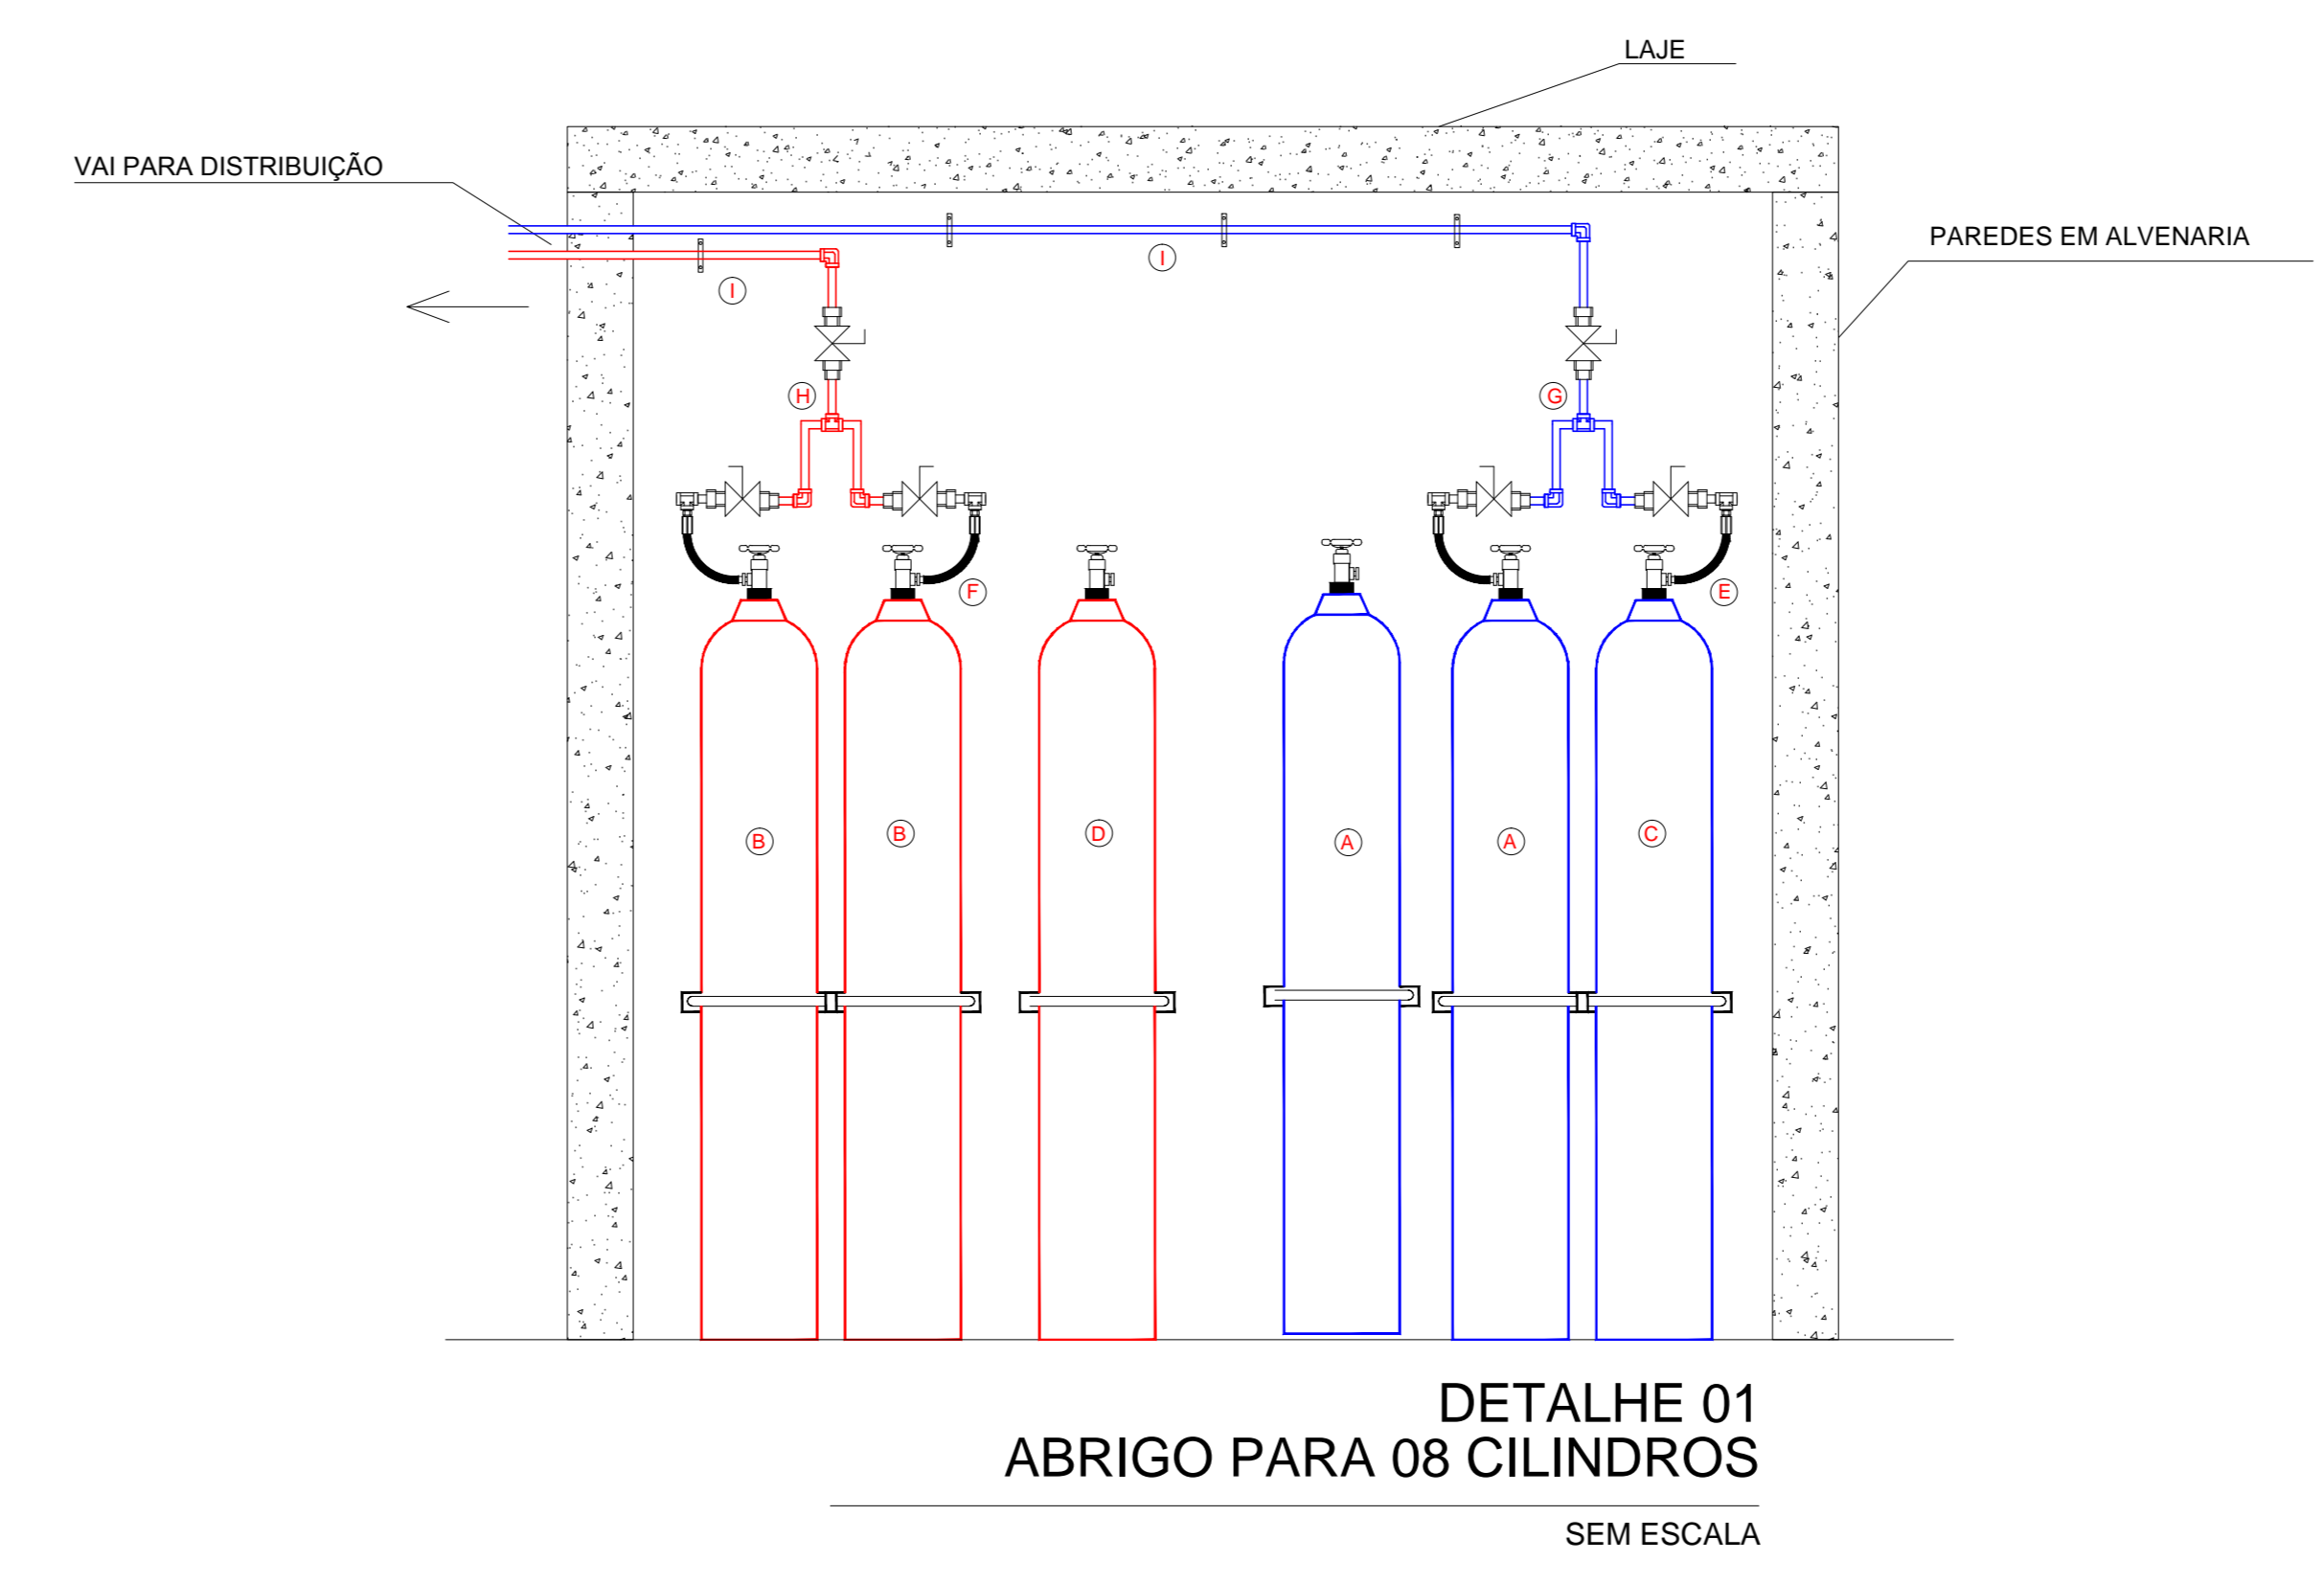 LAJE
VAI PARA DISTRIBUIÇÃO
PAREDES EM ALVENARIA
I
I
H
G
F
E
B
B
D
A
A
C
DETALHE 01
ABRIGO PARA 08 CILINDROS
SEM ESCALA